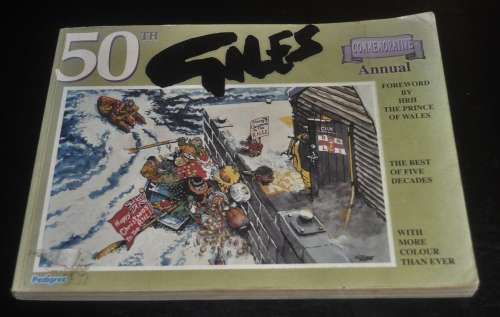 50TH
GILES
COMMEMORATIVE
Annual
FOREWORD
BY
HRH
THE PRINCE
OF WALES
THE BEST
OF FIVE
DECADES
WITH
MORE
COLOUR
THAN EVER
Pedigree